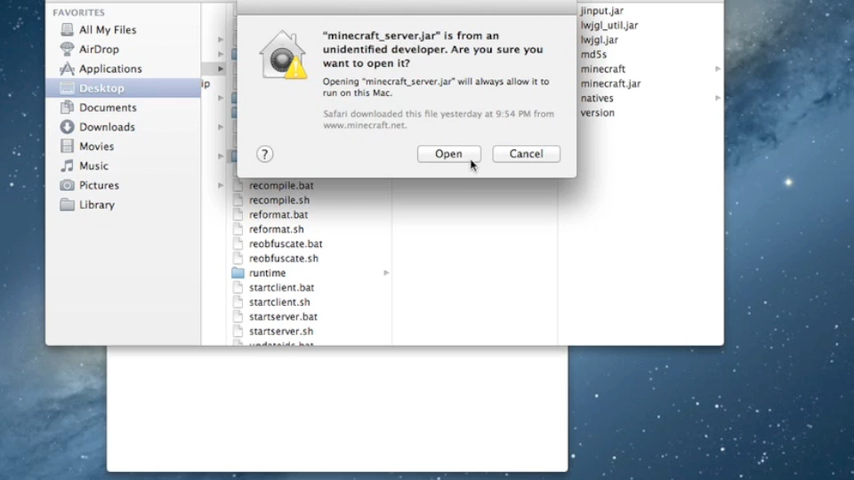 FAVORITES
All My Files
AirDrop
Applications
Desktop
Documents
Downloads
Movies
Music
Pictures
Library
ip
"minecraft_server.jar" is from an
unidentified developer. Are you sure you
want to open it?
Opening "minecraft_server.jar" will always allow it to
run on this Mac.
Safari downloaded this file yesterday at 9:54 PM from
www.minecraft.net.
?
Open
Cancel
recompile.bat
recompile.sh
reformat.bat
reformat.sh
reobfuscate.bat
reobfuscate.sh
runtime
startclient.bat
startclient.sh
startserver.bat
startserver.sh
updateids.bat
jinput.jar
lwjgl_util.jar
lwjgl.jar
md5s
minecraft
minecraft.jar
natives
version